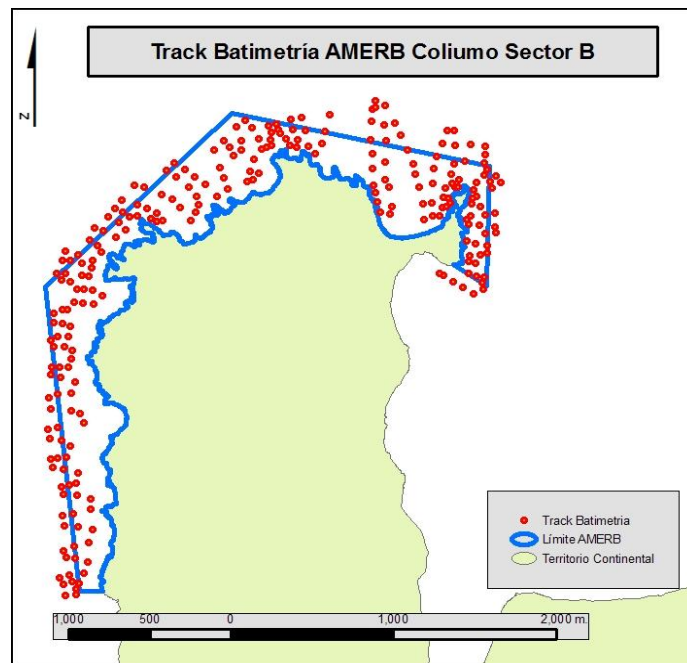 Track Batimetría AMERB Coliumo Sector B
N
Track Batimetria
Límite AMERB
Territorio Continental
1,000 500 0 1,000 2,000 m.